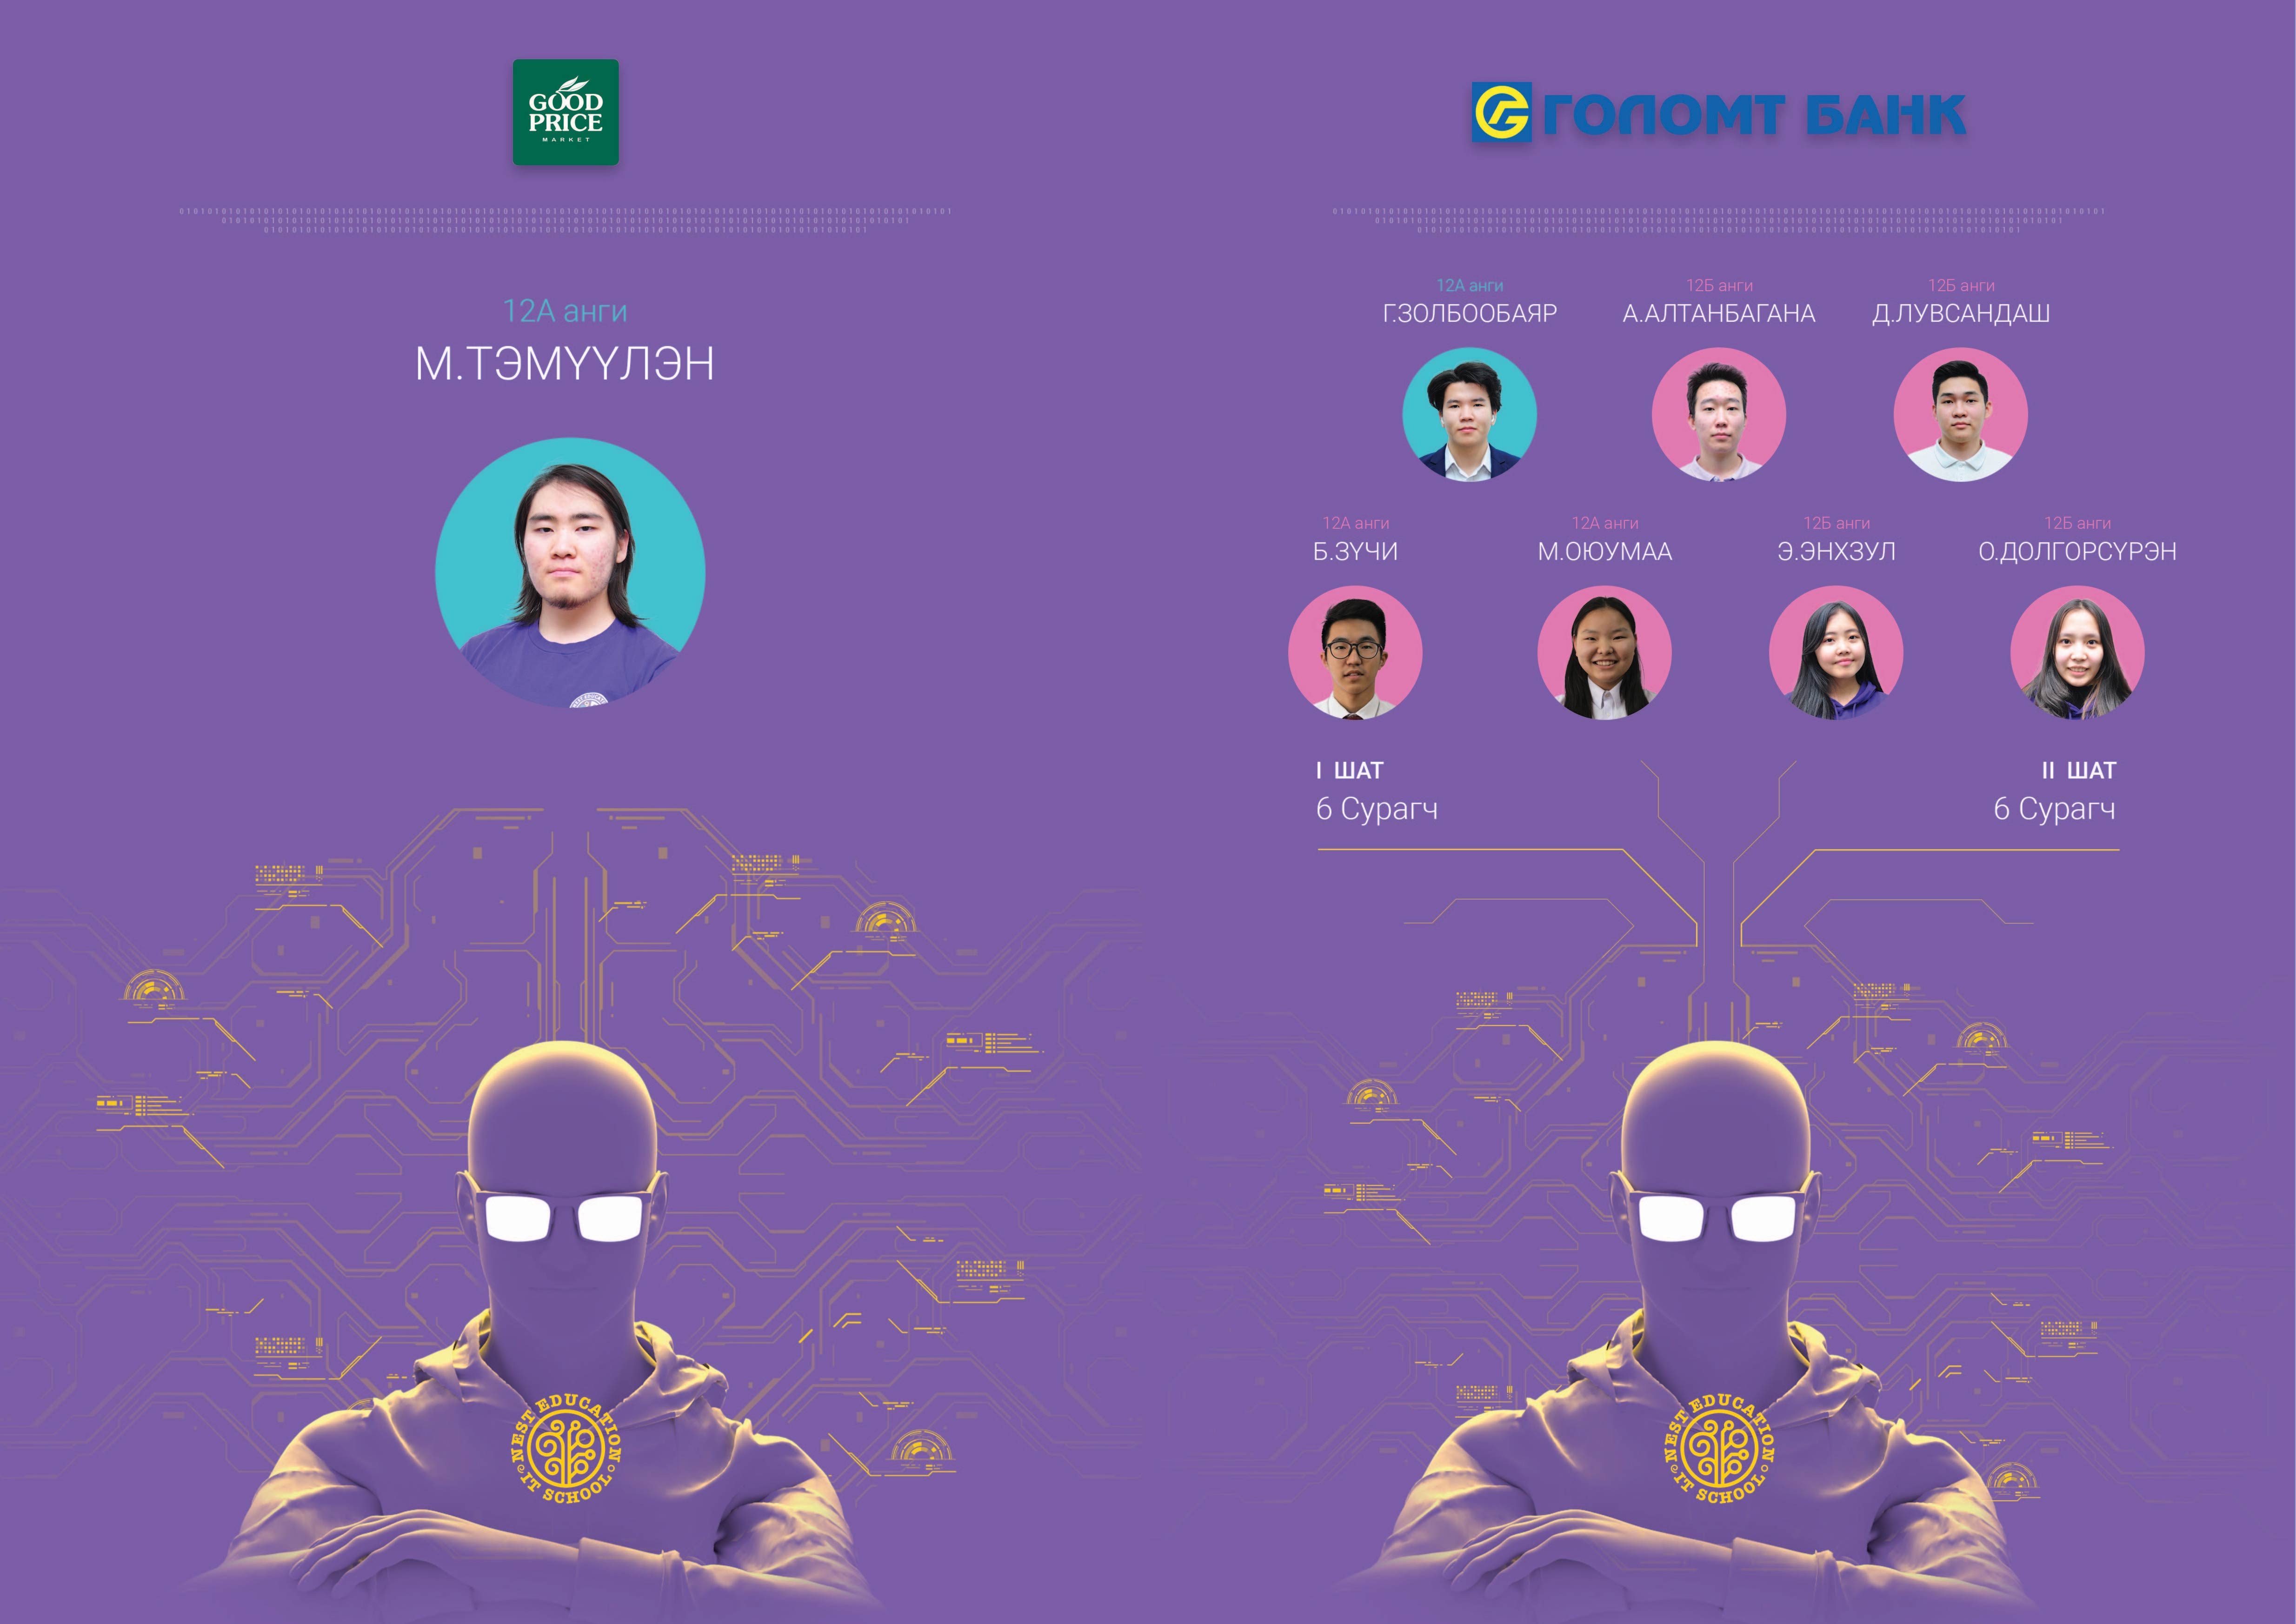 GOOD
PRICE
MARKET
12А анги
М.ТЭМҮҮЛЭН
NEST EDUCATION
IT SCHOOL
ГОЛОМТ БАНК
12А анги
Г.ЗОЛБООБАЯР
12Б анги
А.АЛТАНБАГАНА
12Б анги
Д.ЛУВСАНДАШ
12А анги
Б.ЗҮЧИ
12А анги
М.ОЮУМАА
12Б анги
Э.ЭНХЗУЛ
12Б анги
О.ДОЛГОРСҮРЭН
I ШАТ
6 Сурагч
II ШАТ
6 Сурагч
NEST EDUCATION
IT SCHOOL